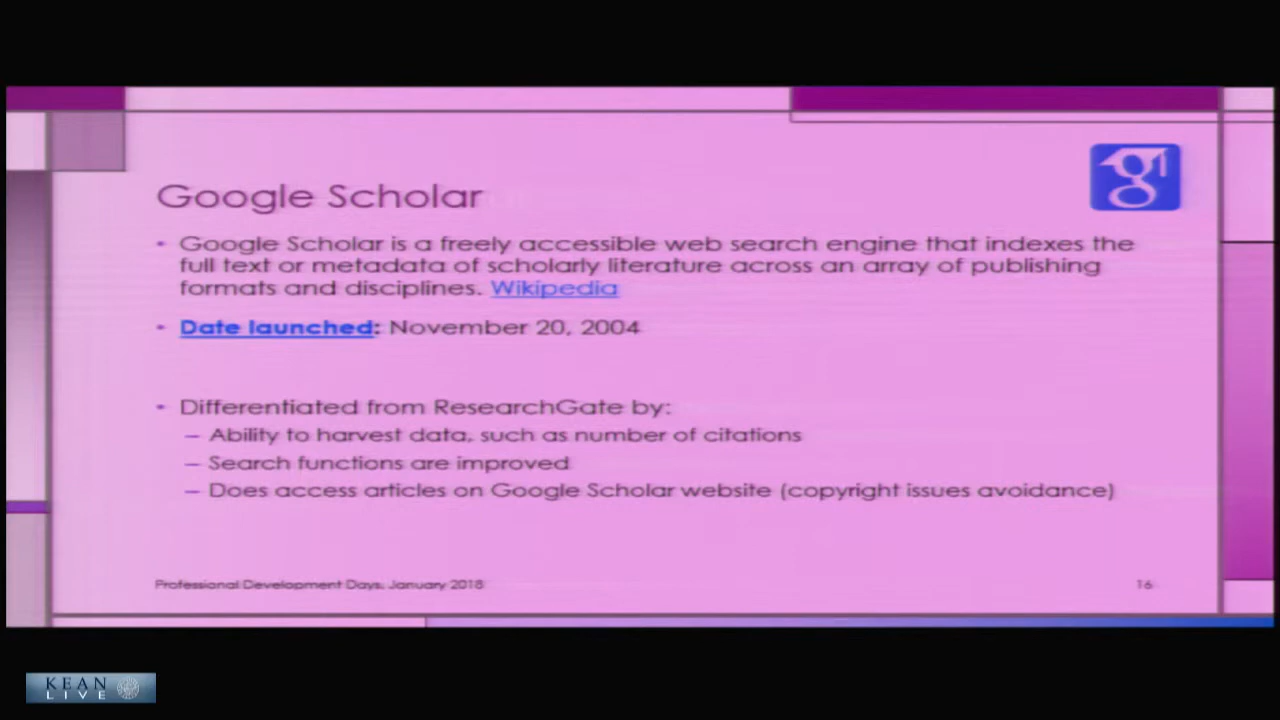 Google Scholar
• Google Scholar is a freely accessible web search engine that indexes the
full text or metadata of scholarly literature across an array of publishing
formats and disciplines. Wikipedia
• Date launched: November 20, 2004
• Differentiated from ResearchGate by:
– Ability to harvest data, such as number of citations
– Search functions are improved
– Does access articles on Google Scholar website (copyright issues avoidance)
Professional Development Days, January 2018
16
KEAN
LIVE